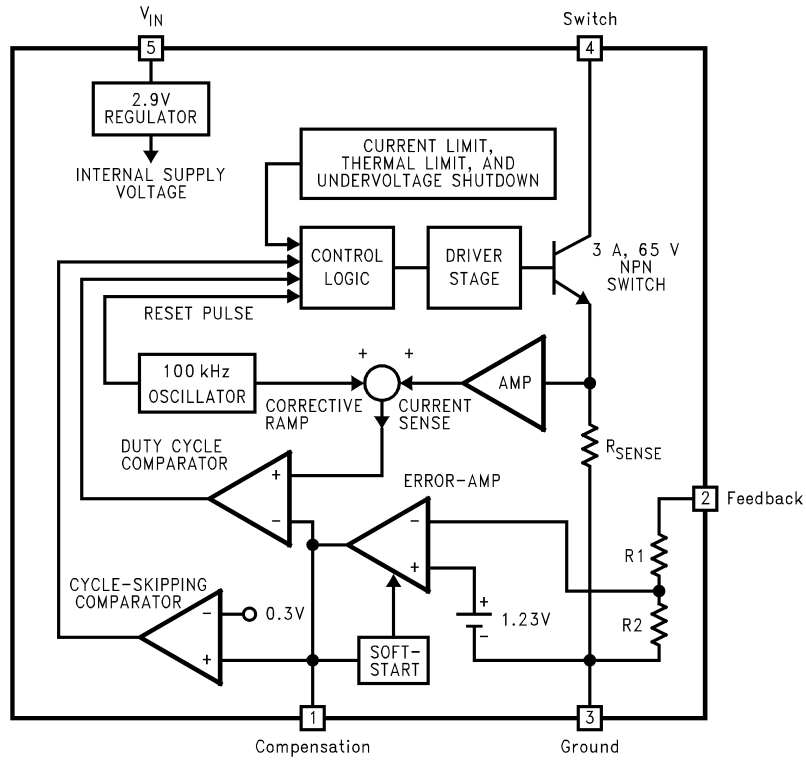 VIN
Switch
5
4
2.9V
REGULATOR
INTERNAL SUPPLY
VOLTAGE
CURRENT LIMIT,
THERMAL LIMIT, AND
UNDERVOLTAGE SHUTDOWN
CONTROL
LOGIC
DRIVER
STAGE
3 A, 65 V
NPN
SWITCH
RESET PULSE
100 kHz
OSCILLATOR
+
+
AMP
CORRECTIVE
RAMP
CURRENT
SENSE
RSENSE
DUTY CYCLE
COMPARATOR
+
−
ERROR-AMP
−
+
2
Feedback
R1
R2
CYCLE-SKIPPING
COMPARATOR
−
0.3V
+
SOFT-
START
+
1.23V
−
1
3
Compensation
Ground